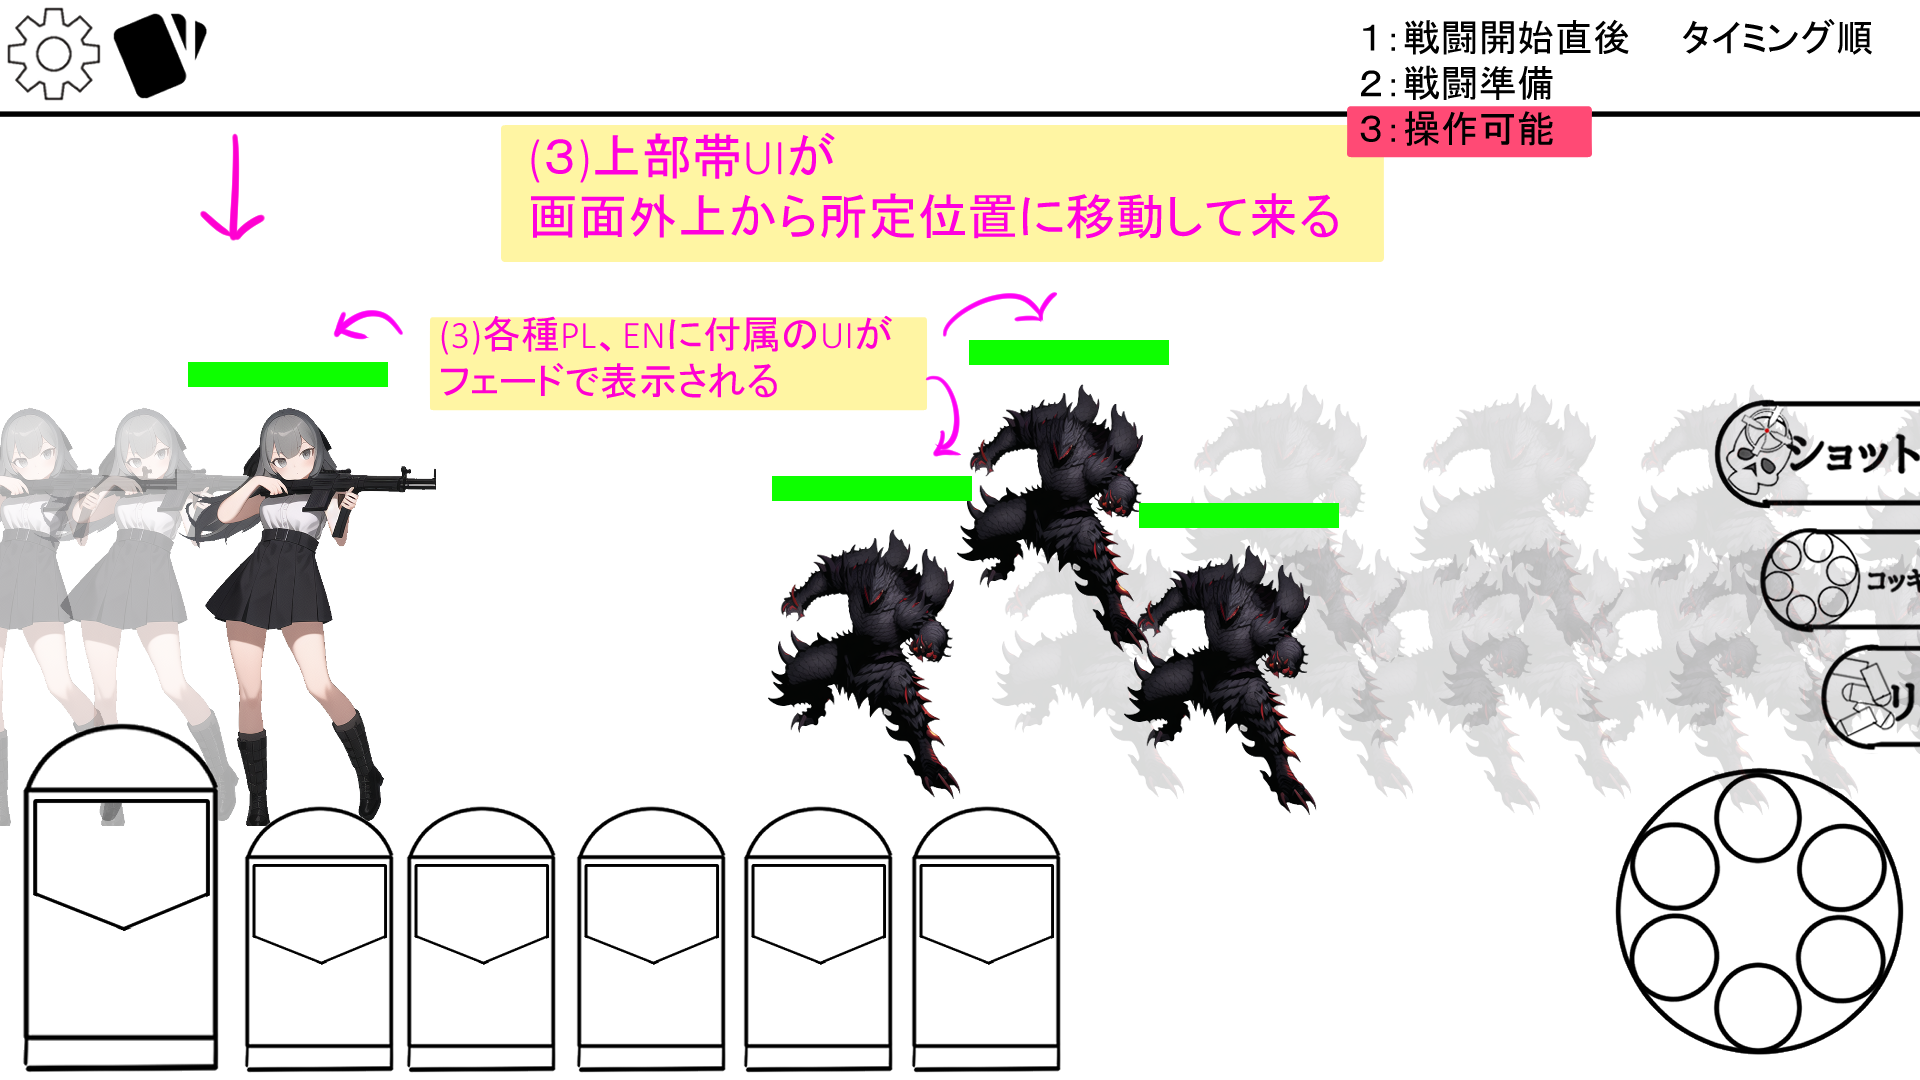 1:戦闘開始直後　タイミング順
2:戦闘準備
3:操作可能
(3)上部帯UIが
画面外上から所定位置に移動して来る
(3)各種PL、ENに付属のUIが
フェードで表示される
ショット
コッキ
リ